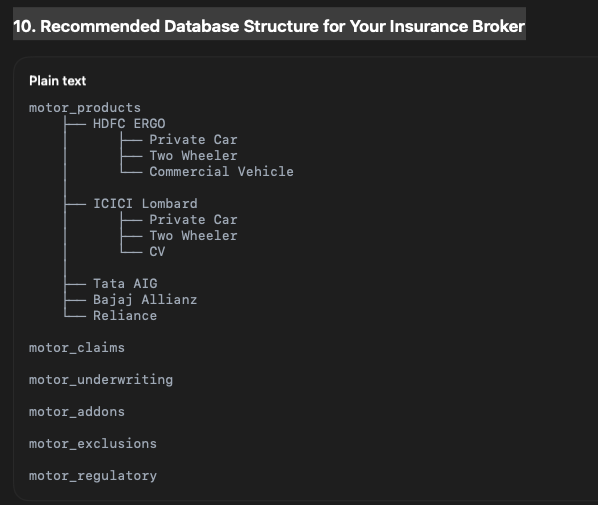 10. Recommended Database Structure for Your Insurance Broker
Plain text
motor_products
├── HDFC ERGO
├── Private Car
├── Two Wheeler
└── Commercial Vehicle
├── ICICI Lombard
├── Private Car
├── Two Wheeler
└── CV
├── Tata AIG
├── Bajaj Allianz
└── Reliance
motor_claims
motor_underwriting
motor_addons
motor_exclusions
motor_regulatory